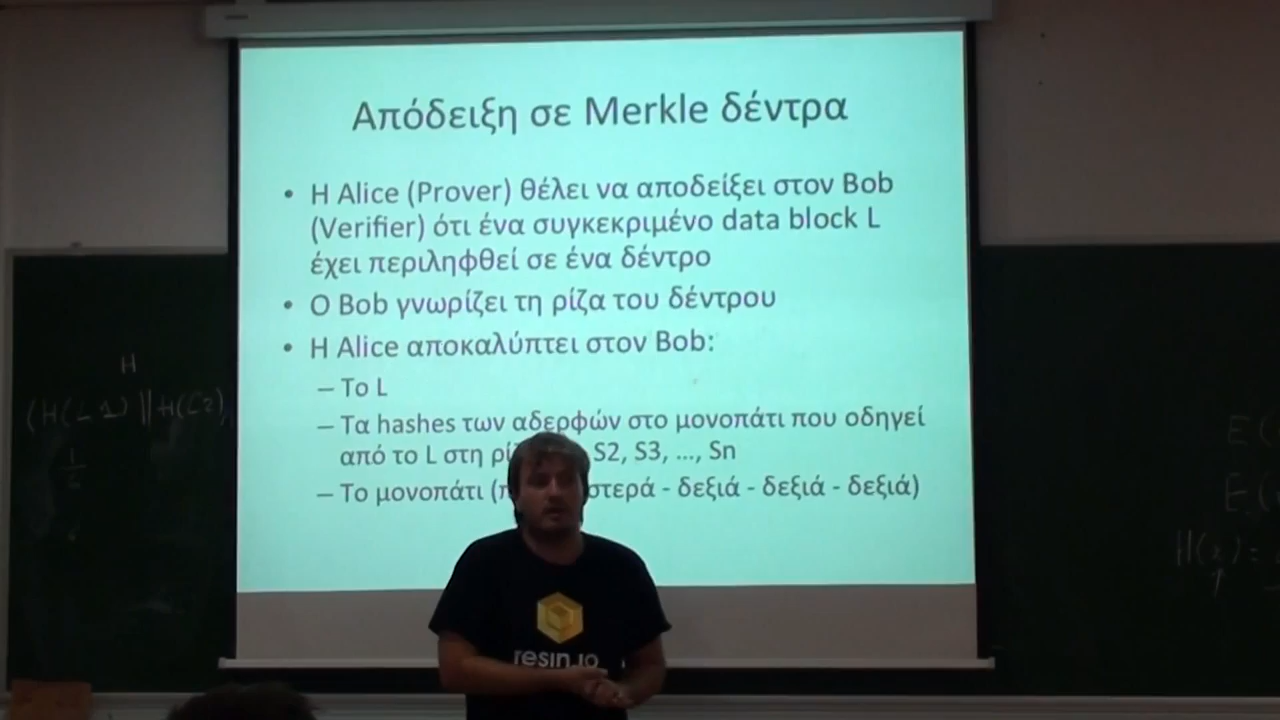 Απόδειξη σε Merkle δέντρα
• Η Alice (Prover) θέλει να αποδείξει στον Bob
(Verifier) ότι ένα συγκεκριμένο data block L
έχει περιληφθεί σε ένα δέντρο
• Ο Bob γνωρίζει τη ρίζα του δέντρου
• Η Alice αποκαλύπτει στον Bob:
– Το L
– Τα hashes των αδερφών στο μονοπάτι που οδηγεί
από το L στη S2, S3, ..., Sn
– Το μονοπάτι - δεξιά - δεξιά - δεξιά)
H
resin.io